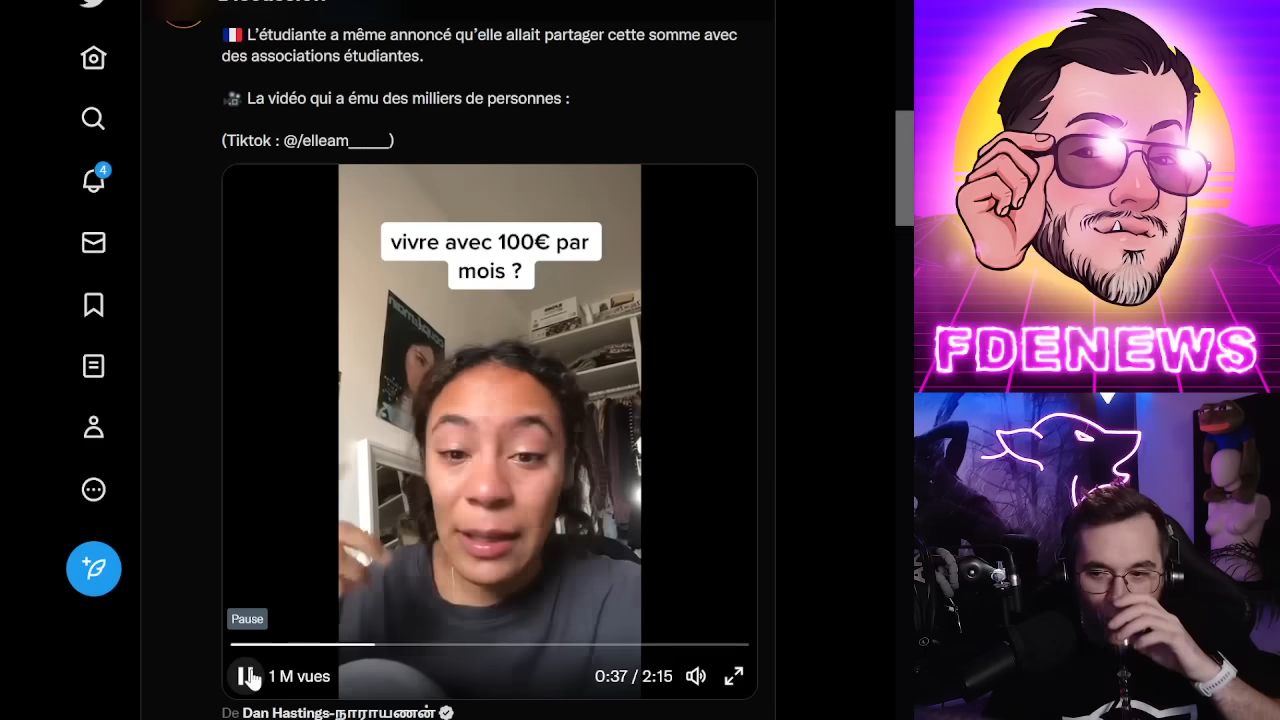 🇫🇷 L'étudiante a même annoncé qu'elle allait partager cette somme avec
des associations étudiantes.
🎥 La vidéo qui a ému des milliers de personnes :
(Tiktok : @/elleam_____)
4
vivre avec 100€ par
mois ?
Pause
1 M vues
0:37 / 2:15
De Dan Hastings-நாராயணன்
FDENEWS